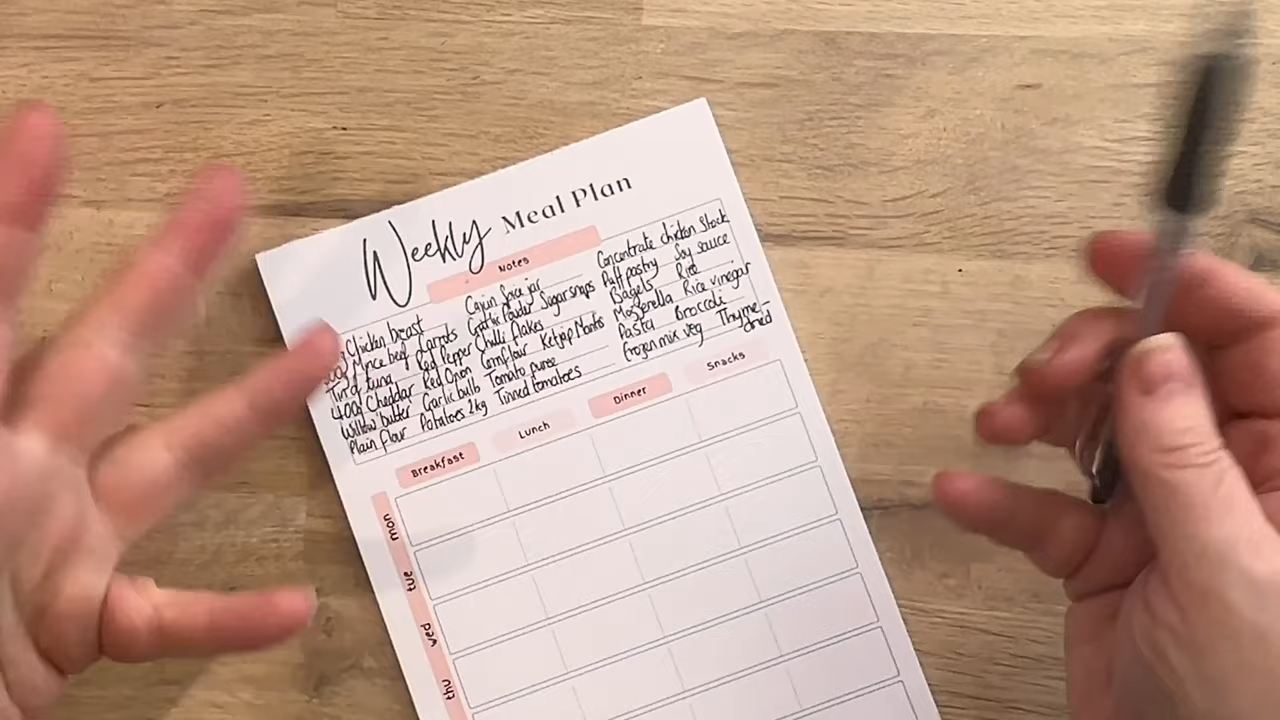 Weekly Meal Plan
Notes
Chicken breast Cajun Spice jar Concentrate chicken Stock
Mince beef Carrots Garlic Powder Sugarsnaps Puff pastry Soy sauce
Tin of tuna Red Pepper Chilli flakes Bagels Rice
400g Cheddar Red Onion Cornflour Ketjap Manis Mozzerella Rice vinegar
Willow butter Garlic bulb Tomato puree Pasta Broccoli
Plain flour Potatoes 2kg Tinned tomatoes Frozen mix veg Thyme -
dried
Breakfast Lunch Dinner Snacks
mon
tue
wed
thu